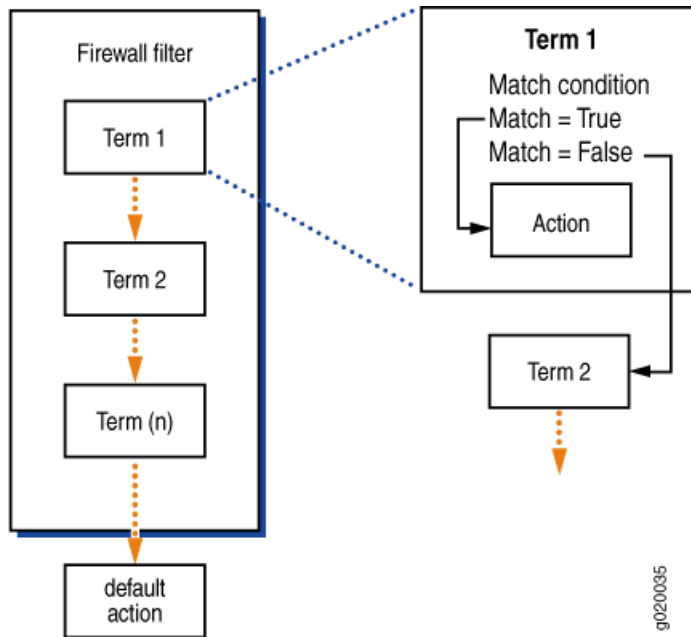 Firewall filter
Term 1
Term 2
Term (n)
default
action
Term 1
Match condition
Match = True
Match = False
Action
Term 2
g020035